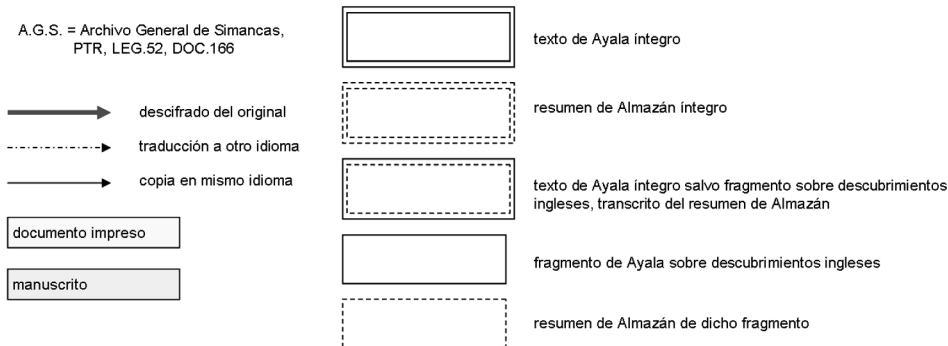 A.G.S. = Archivo General de Simancas,
PTR, LEG.52, DOC.166
descifrado del original
traducción a otro idioma
copia en mismo idioma
documento impreso
manuscrito
texto de Ayala íntegro
resumen de Almazán íntegro
texto de Ayala íntegro salvo fragmento sobre descubrimientos
ingleses, transcrito del resumen de Almazán
fragmento de Ayala sobre descubrimientos ingleses
resumen de Almazán de dicho fragmento